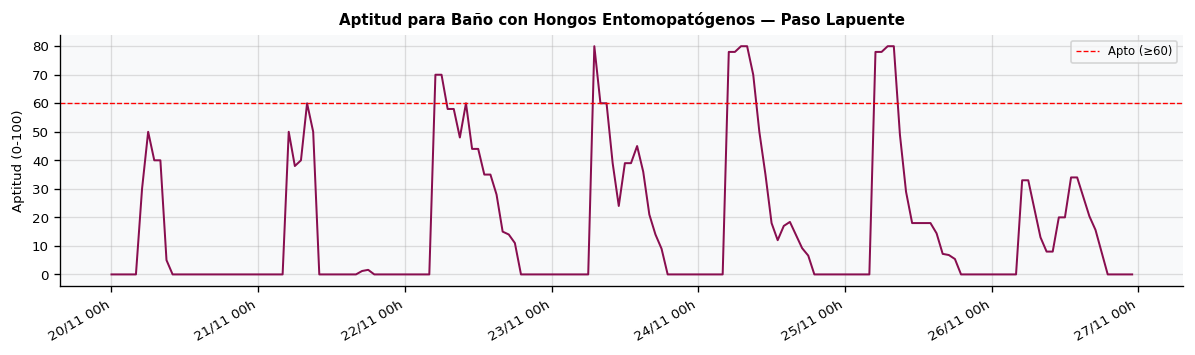 Aptitud para Baño con Hongos Entomopatógenos — Paso Lapuente
Apto (≥60)
Aptitud (0-100)
80
70
60
50
40
30
20
10
0
20/11 00h
21/11 00h
22/11 00h
23/11 00h
24/11 00h
25/11 00h
26/11 00h
27/11 00h